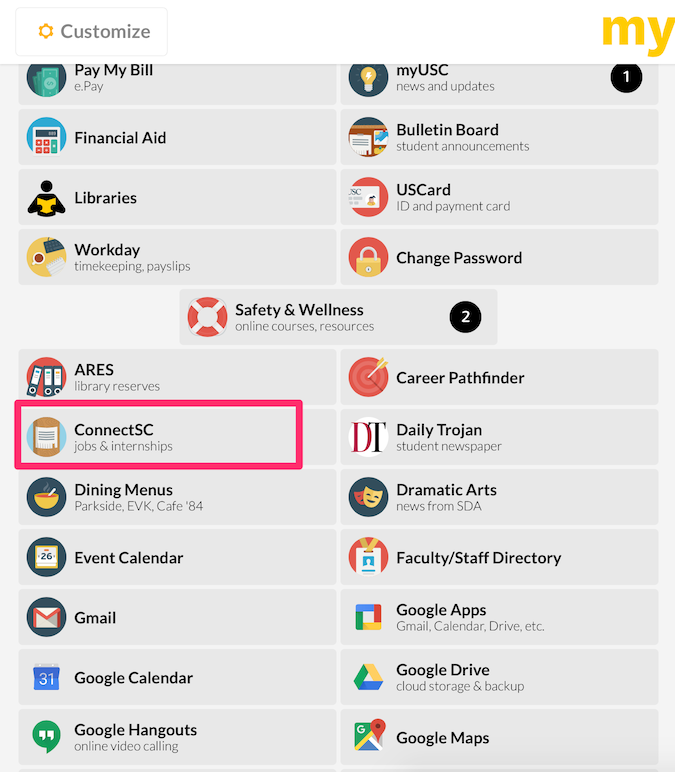 Customize
my
Pay My Bill
e.Pay
myUSC
news and updates
1
Financial Aid
Bulletin Board
student announcements
Libraries
USCard
ID and payment card
Workday
timekeeping, payslips
Change Password
Safety & Wellness
online courses, resources
2
ARES
library reserves
Career Pathfinder
ConnectSC
jobs & internships
DT
Daily Trojan
student newspaper
Dining Menus
Parkside, EVK, Cafe '84
Dramatic Arts
news from SDA
26
Event Calendar
Faculty/Staff Directory
Gmail
Google Apps
Gmail, Calendar, Drive, etc.
31
Google Calendar
Google Drive
cloud storage & backup
Google Hangouts
online video calling
G
Google Maps